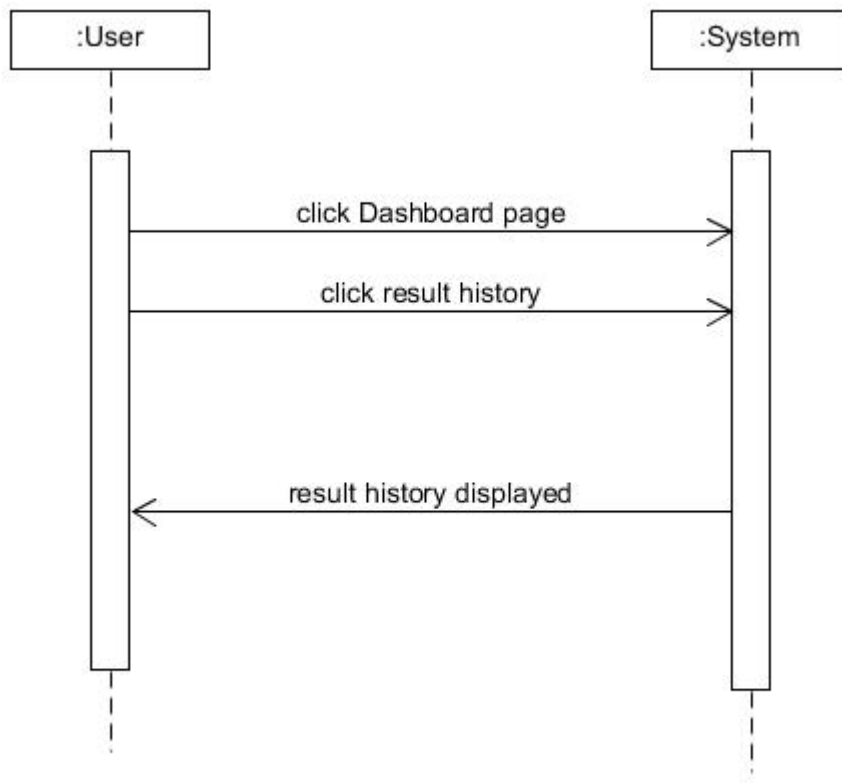 :User
:System
click Dashboard page
click result history
result history displayed